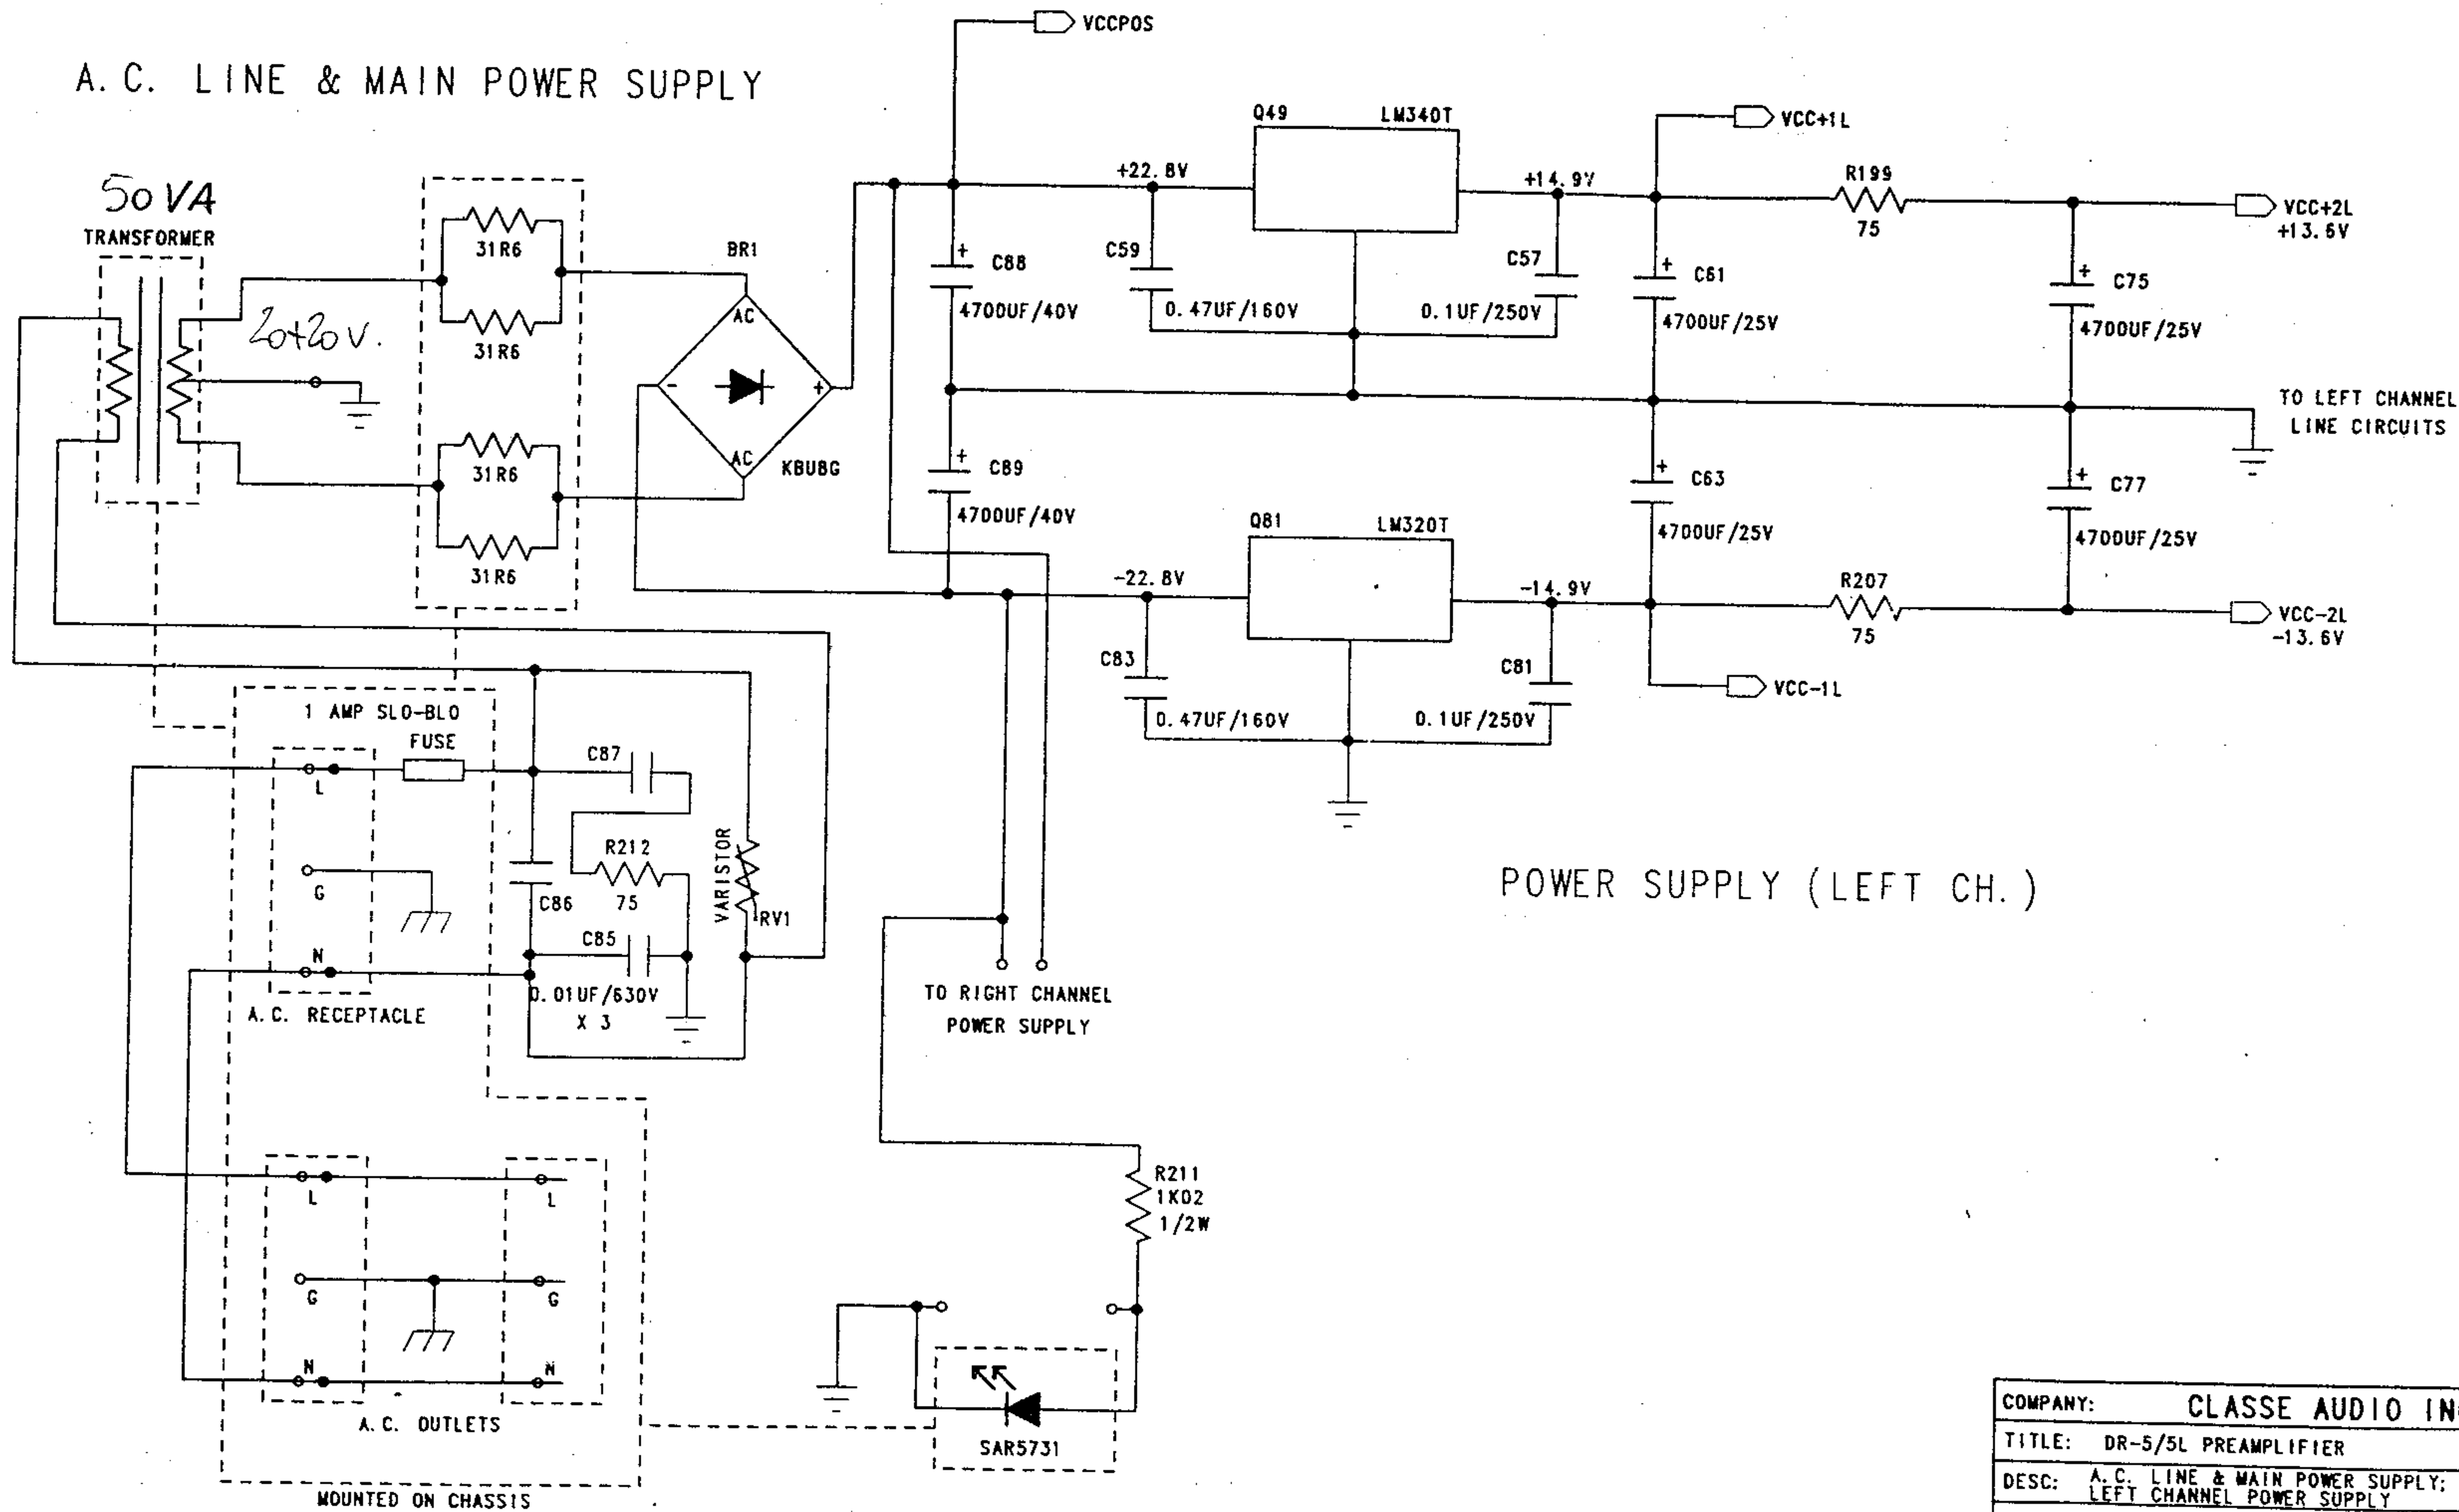 A.C. LINE & MAIN POWER SUPPLY
VCCPOS
50 VA
TRANSFORMER
20+20 V.
31R6
31R6
31R6
31R6
BR1
AC
-
+
AC
KBU8G
+
C88
4700UF/40V
+
C89
4700UF/40V
+22.8V
C59
0.47UF/160V
Q49
LM340T
+14.9V
C57
0.1UF/250V
VCC+1L
+
C61
4700UF/25V
R199
75
+
C75
4700UF/25V
VCC+2L
+13.6V
TO LEFT CHANNEL
LINE CIRCUITS
+
C63
4700UF/25V
+
C77
4700UF/25V
-22.8V
Q81
LM320T
-14.9V
R207
75
VCC-2L
-13.6V
C83
0.47UF/160V
C81
0.1UF/250V
VCC-1L
1 AMP SLO-BLO
FUSE
L
G
N
A.C. RECEPTACLE
C87
R212
75
C86
C85
0.01UF/630V
X 3
VARISTOR
RV1
POWER SUPPLY (LEFT CH.)
TO RIGHT CHANNEL
POWER SUPPLY
R211
1K02
1/2W
L
L
G
G
N
N
A.C. OUTLETS
MOUNTED ON CHASSIS
SAR5731
COMPANY: CLASSE AUDIO IN
TITLE: DR-5/5L PREAMPLIFIER
DESC: A.C. LINE & MAIN POWER SUPPLY;
LEFT CHANNEL POWER SUPPLY